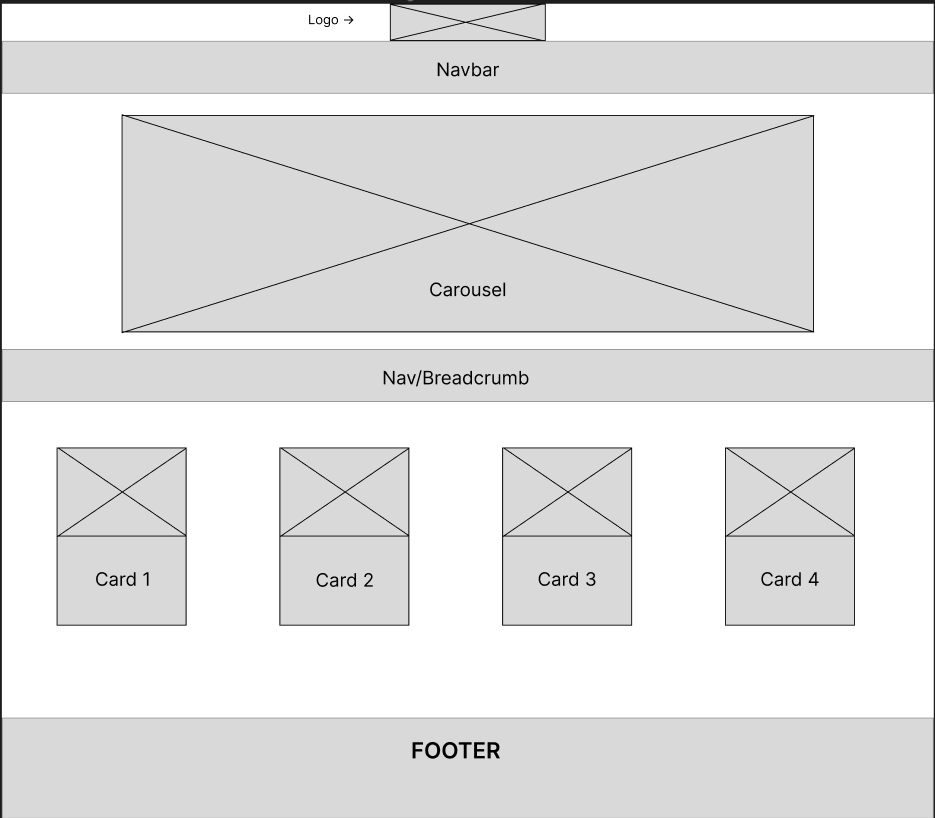 Logo →
Navbar
Carousel
Nav/Breadcrumb
Card 1
Card 2
Card 3
Card 4
FOOTER